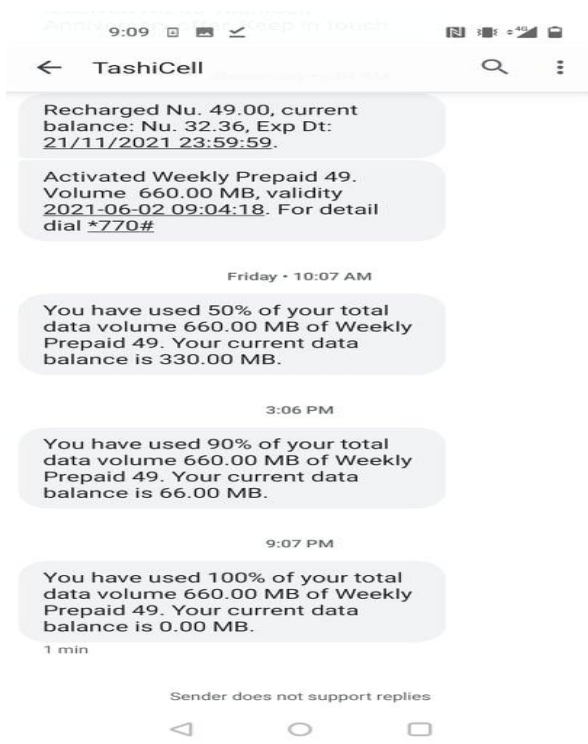 Anniversary offer Keep in touch
9:09
4G
TashiCell
Recharged Nu. 49.00, current
balance: Nu. 32.36, Exp Dt:
21/11/2021 23:59:59.
Activated Weekly Prepaid 49.
Volume 660.00 MB, validity
2021-06-02 09:04:18. For detail
dial *770#
Friday • 10:07 AM
You have used 50% of your total
data volume 660.00 MB of Weekly
Prepaid 49. Your current data
balance is 330.00 MB.
3:06 PM
You have used 90% of your total
data volume 660.00 MB of Weekly
Prepaid 49. Your current data
balance is 66.00 MB.
9:07 PM
You have used 100% of your total
data volume 660.00 MB of Weekly
Prepaid 49. Your current data
balance is 0.00 MB.
1 min
Sender does not support replies